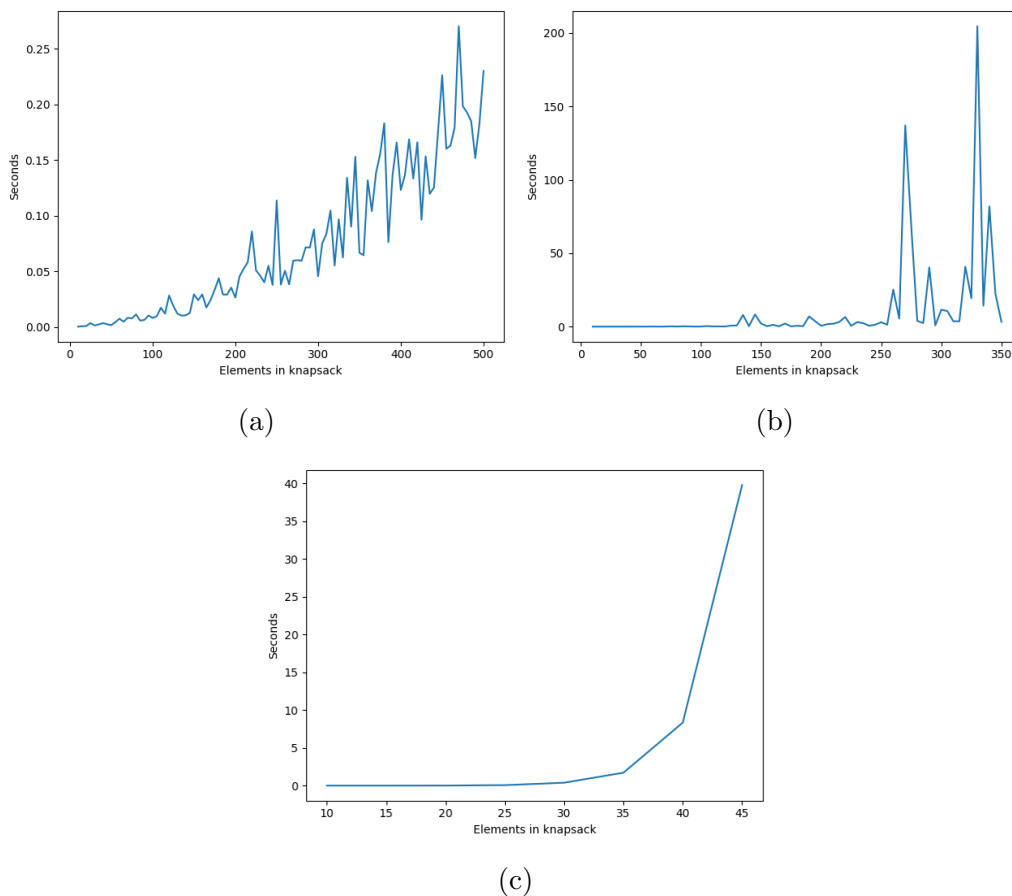 0.25
0.20
0.15
0.10
0.05
0.00
Seconds
0 100 200 300 400 500
Elements in knapsack
(a)
200
150
100
50
0
Seconds
0 50 100 150 200 250 300 350
Elements in knapsack
(b)
40
35
30
25
20
15
10
5
0
Seconds
10 15 20 25 30 35 40 45
Elements in knapsack
(c)